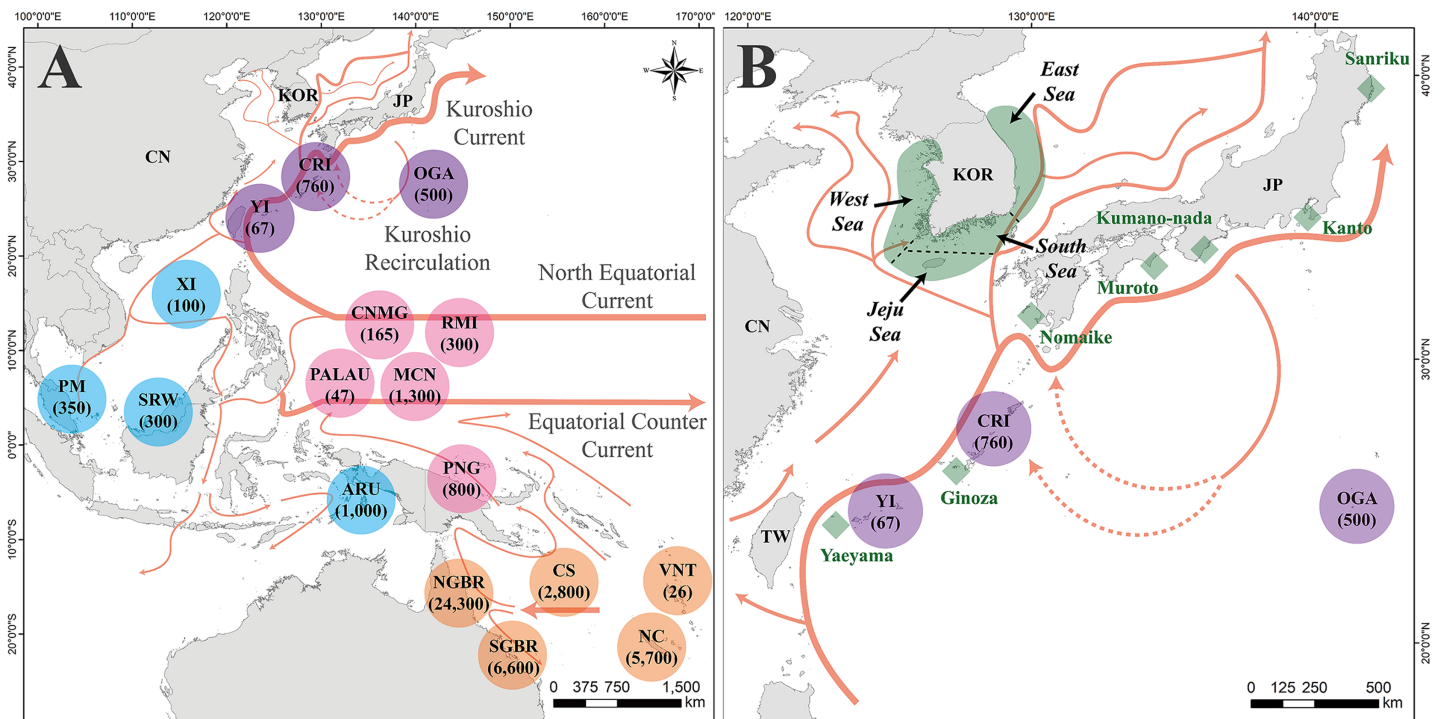 100°0'0"E
110°0'0"E
120°0'0"E
130°0'0"E
140°0'0"E
150°0'0"E
160°0'0"E
170°0'0"E
A
40°0'0"N
30°0'0"N
20°0'0"N
10°0'0"N
0°0'0"
10°0'0"S
20°0'0"S
N
W
E
S
KOR
JP
CN
Kuroshio
Current
CRI
(760)
OGA
(500)
YI
(67)
Kuroshio
Recirculation
North Equatorial
Current
XI
(100)
CNMG
(165)
RMI
(300)
PALAU
(47)
MCN
(1,300)
PM
(350)
SRW
(300)
Equatorial Counter
Current
PNG
(800)
ARU
(1,000)
NGBR
(24,300)
CS
(2,800)
VNT
(26)
SGBR
(6,600)
NC
(5,700)
0 375 750 1,500
km
120°0'0"E
130°0'0"E
140°0'0"E
B
40°0'0"N
30°0'0"N
20°0'0"N
Sanriku
East
Sea
KOR
West
Sea
JP
Kumano-nada
Kanto
South
Sea
Muroto
Jeju
Sea
Nomaike
CN
CRI
(760)
Ginoza
YI
(67)
OGA
(500)
TW
Yaeyama
0 125 250 500
km